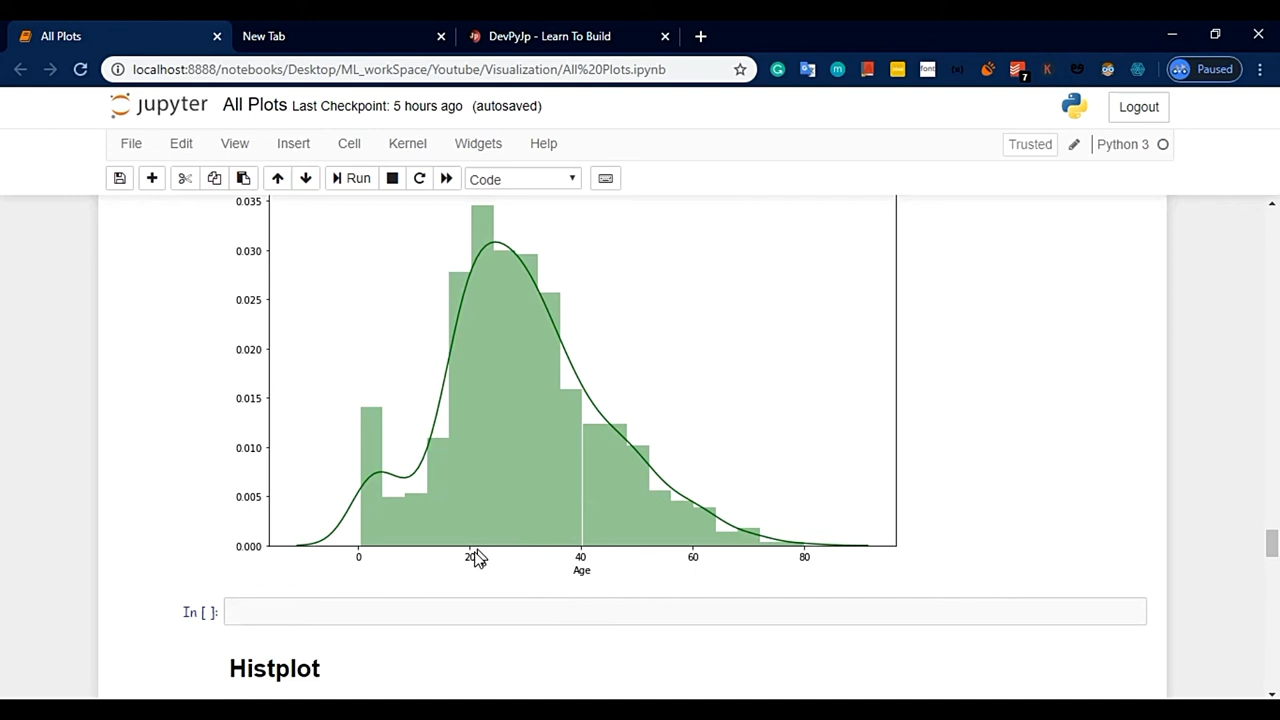 All Plots
New Tab
DevPyJp - Learn To Build
localhost:8888/notebooks/Desktop/ML_workSpace/Youtube/Visualization/All%20Plots.ipynb
font
7
Paused
jupyter
All Plots Last Checkpoint: 5 hours ago (autosaved)
Logout
File Edit View Insert Cell Kernel Widgets Help
Trusted
Python 3
Run
Code
0.035
0.030
0.025
0.020
0.015
0.010
0.005
0.000
0 20 40 60 80
Age
In [ ]:
Histplot